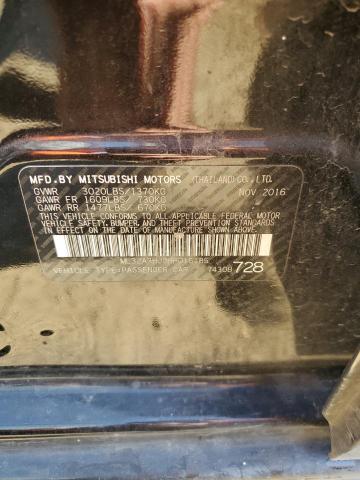 MFD.BY MITSUBISHI MOTORS (THAILAND) CO., LTD.
GVWR 3020LBS/1370KG NOV 2016
GAWR FR 1609LBS/ 730KG
GAWR RR 1477LBS/ 670KG
THIS VEHICLE CONFORMS TO ALL APPLICABLE FEDERAL MOTOR
VEHICLE SAFETY, BUMPER, AND THEFT PREVENTION STANDARDS
IN EFFECT ON THE DATE OF MANUFACTURE SHOWN ABOVE.
VEHICLE TYPE:PASSENGER CAR 74308 728